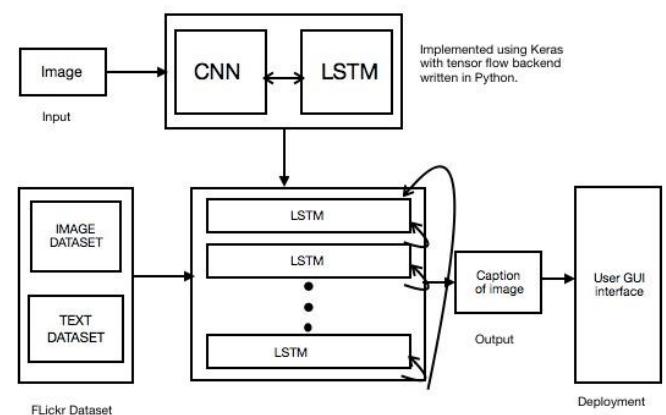 Image
Input
CNN
LSTM
Implemented using Keras
with tensor flow backend
written in Python.
IMAGE
DATASET
TEXT
DATASET
FLickr Dataset
LSTM
LSTM
LSTM
Caption
of image
Output
User GUI
interface
Deployment